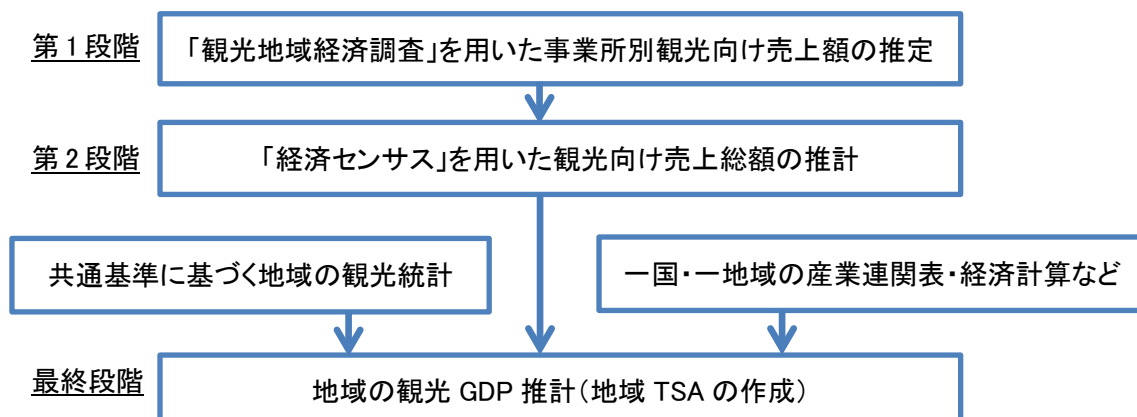 第1段階
「観光地域経済調査」を用いた事業所別観光向け売上額の推定
第2段階
「経済センサス」を用いた観光向け売上総額の推計
共通基準に基づく地域の観光統計
一国・一地域の産業連関表・経済計算など
最終段階
地域の観光 GDP 推計(地域 TSA の作成)